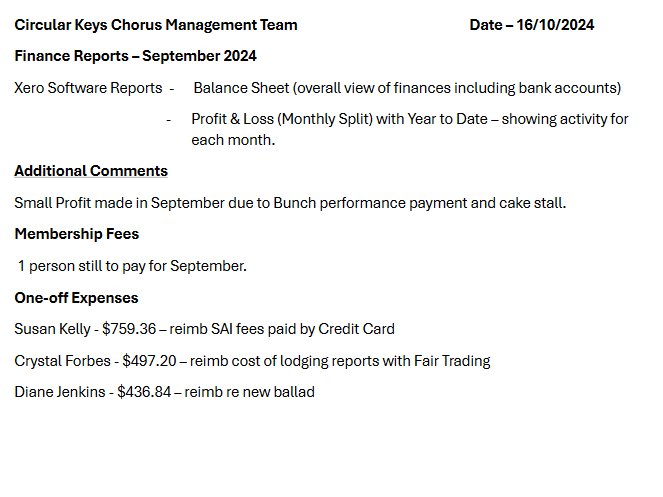 Circular Keys Chorus Management Team Date – 16/10/2024
Finance Reports – September 2024
Xero Software Reports - Balance Sheet (overall view of finances including bank accounts)
- Profit & Loss (Monthly Split) with Year to Date – showing activity for
each month.
Additional Comments
Small Profit made in September due to Bunch performance payment and cake stall.
Membership Fees
1 person still to pay for September.
One-off Expenses
Susan Kelly - $759.36 – reimb SAI fees paid by Credit Card
Crystal Forbes - $497.20 – reimb cost of lodging reports with Fair Trading
Diane Jenkins - $436.84 – reimb re new ballad